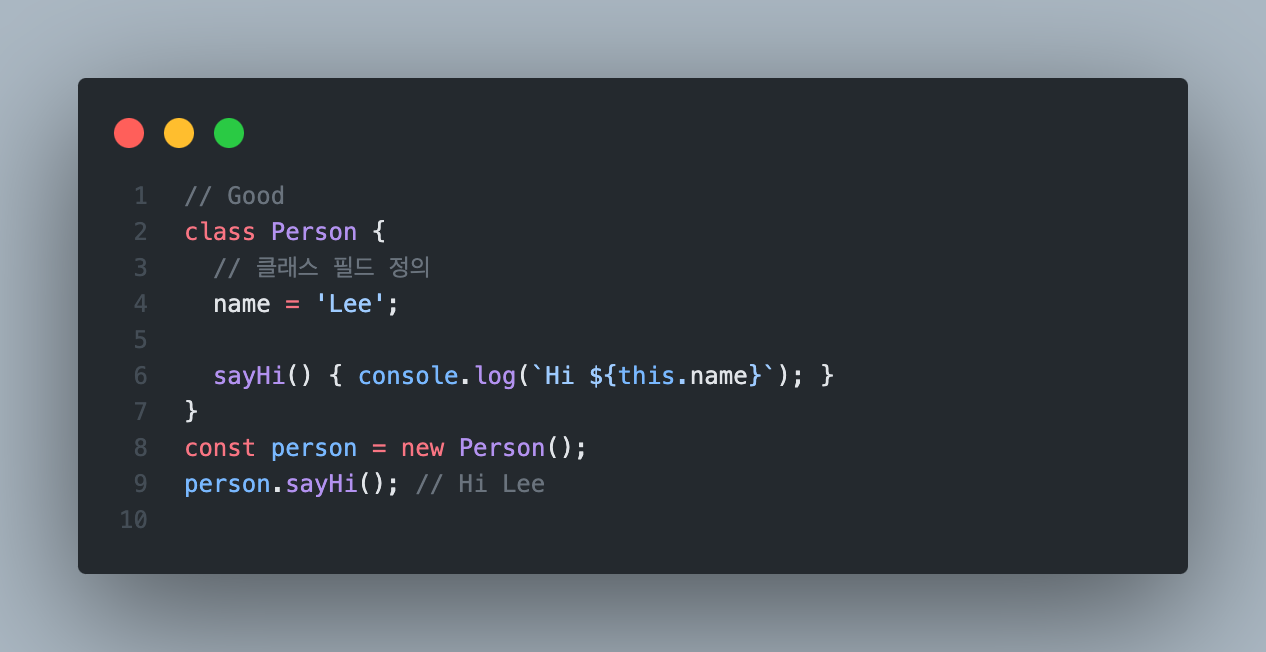 1 // Good
2 class Person {
3   // 클래스 필드 정의
4   name = 'Lee';
5
6   sayHi() { console.log(`Hi ${this.name}`); }
7 }
8 const person = new Person();
9 person.sayHi(); // Hi Lee
10